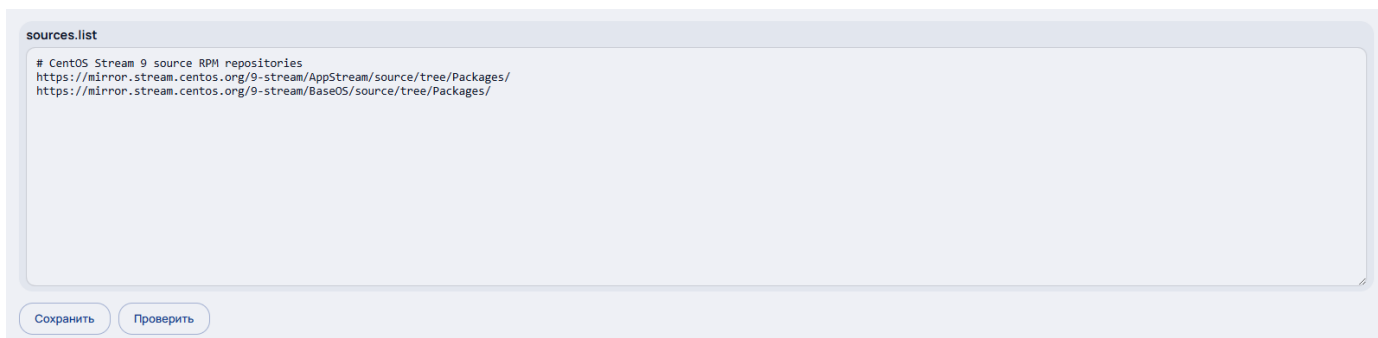 sources.list
# CentOS Stream 9 source RPM repositories
https://mirror.stream.centos.org/9-stream/AppStream/source/tree/Packages/
https://mirror.stream.centos.org/9-stream/BaseOS/source/tree/Packages/
Сохранить Проверить